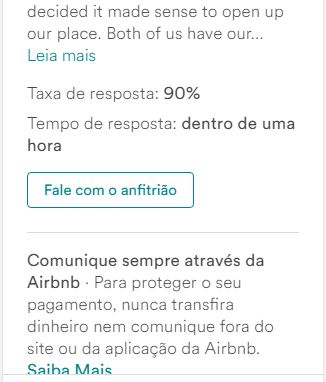 decided it made sense to open up
our place. Both of us have our...
Leia mais
Taxa de resposta: 90%
Tempo de resposta: dentro de uma
hora
Fale com o anfitrião
Comunique sempre através da
Airbnb · Para proteger o seu
pagamento, nunca transfira
dinheiro nem comunique fora do
site ou da aplicação da Airbnb.
Saiba Mais